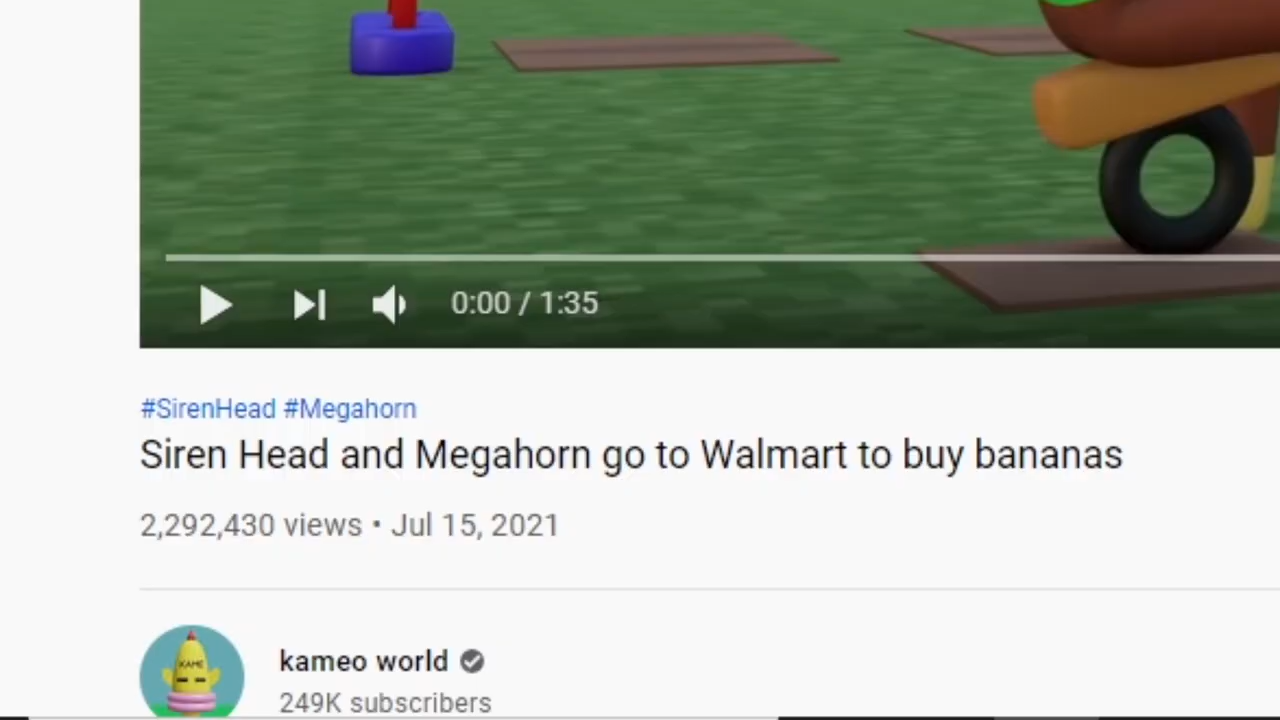 0:00 / 1:35
#SirenHead #Megahorn
Siren Head and Megahorn go to Walmart to buy bananas
2,292,430 views • Jul 15, 2021
KAME
kameo world
249K subscribers